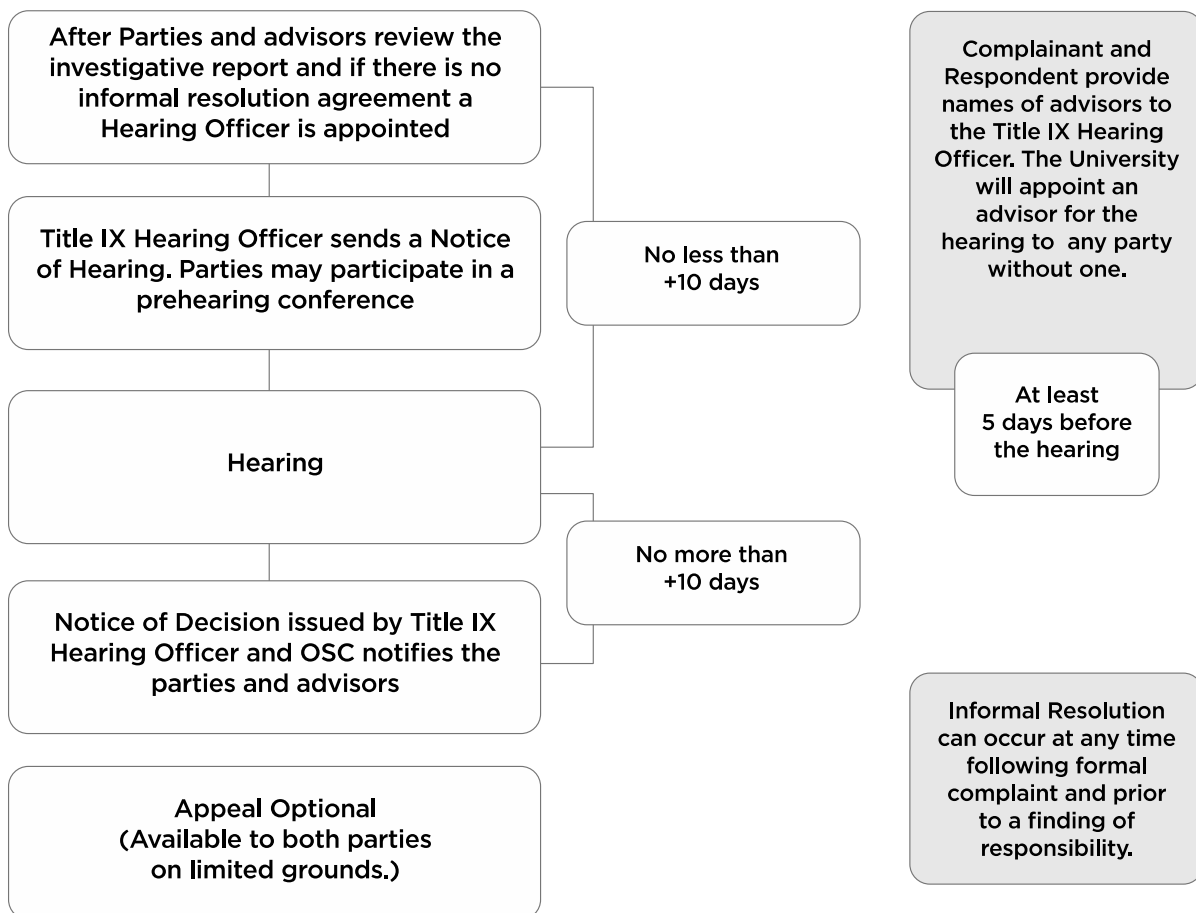 After Parties and advisors review the
investigative report and if there is no
informal resolution agreement a
Hearing Officer is appointed
Title IX Hearing Officer sends a Notice
of Hearing. Parties may participate in a
prehearing conference
No less than
+10 days
Hearing
No more than
+10 days
Notice of Decision issued by Title IX
Hearing Officer and OSC notifies the
parties and advisors
Appeal Optional
(Available to both parties
on limited grounds.)
Complainant and
Respondent provide
names of advisors to
the Title IX Hearing
Officer. The University
will appoint an
advisor for the
hearing to any party
without one.
At least
5 days before
the hearing
Informal Resolution
can occur at any time
following formal
complaint and prior
to a finding of
responsibility.